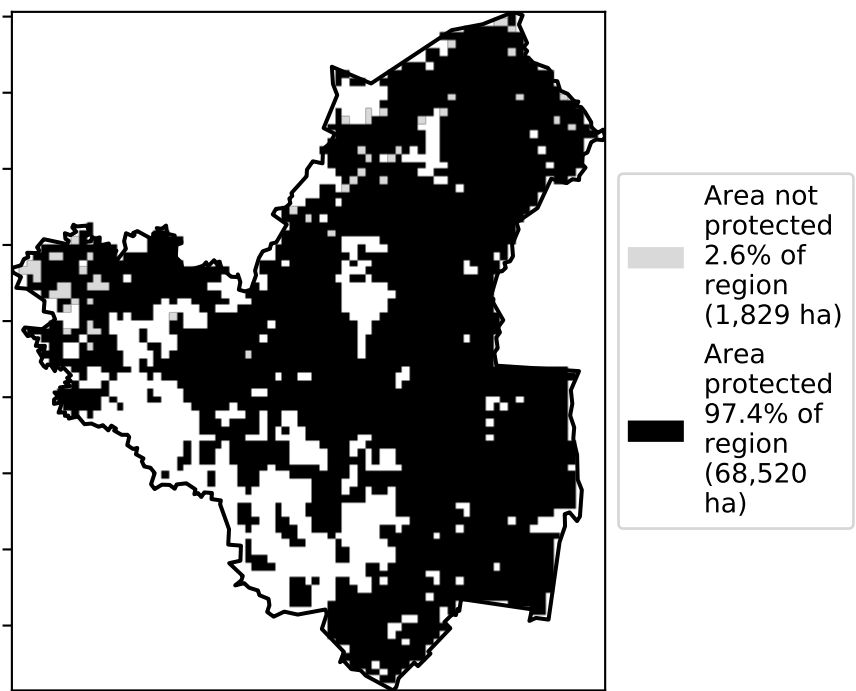 Area not
protected
2.6% of
region
(1,829 ha)
Area
protected
97.4% of
region
(68,520
ha)